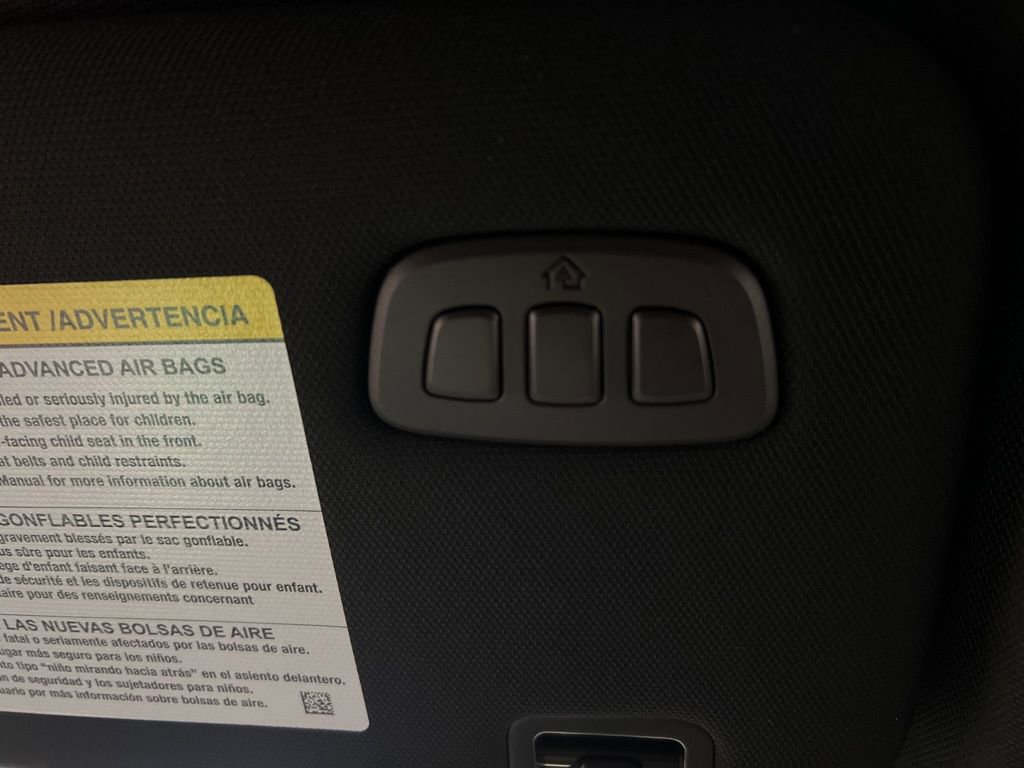 ENT /ADVERTENCIA
ADVANCED AIR BAGS
led or seriously injured by the air bag.
the safest place for children.
-facing child seat in the front.
at belts and child restraints.
Manual for more information about air bags.
GONFLABLES PERFECTIONNÉS
gravement blessés par le sac gonflable.
us sûre pour les enfants.
ege d'enfant faisant face à l'arrière.
de sécurité et les dispositifs de retenue pour enfant.
aire pour des renseignements concernant
LAS NUEVAS BOLSAS DE AIRE
fatal o seriamente afectados por las bolsas de aire.
ugar más seguro para los niños.
nto tipo "niño mirando hacia atrás" en el asiento delantero.
ón de seguridad y los sujetadores para niños.
uario por más información sobre bolsas de aire.